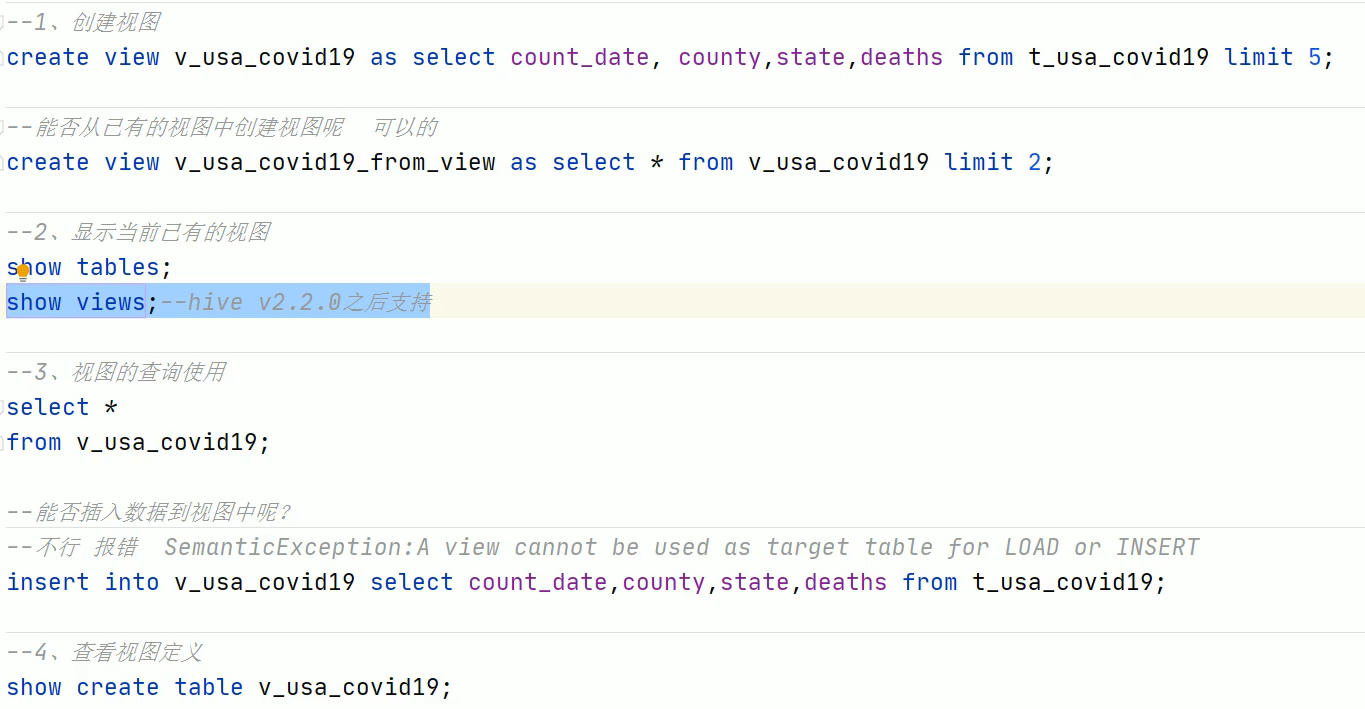 --1、创建视图
create view v_usa_covid19 as select count_date, county,state,deaths from t_usa_covid19 limit 5;
--能否从已有的视图中创建视图呢  可以的
create view v_usa_covid19_from_view as select * from v_usa_covid19 limit 2;
--2、显示当前已有的视图
show tables;
show views;--hive v2.2.0之后支持
--3、视图的查询使用
select *
from v_usa_covid19;
--能否插入数据到视图中呢？
--不行 报错  SemanticException:A view cannot be used as target table for LOAD or INSERT
insert into v_usa_covid19 select count_date,county,state,deaths from t_usa_covid19;
--4、查看视图定义
show create table v_usa_covid19;